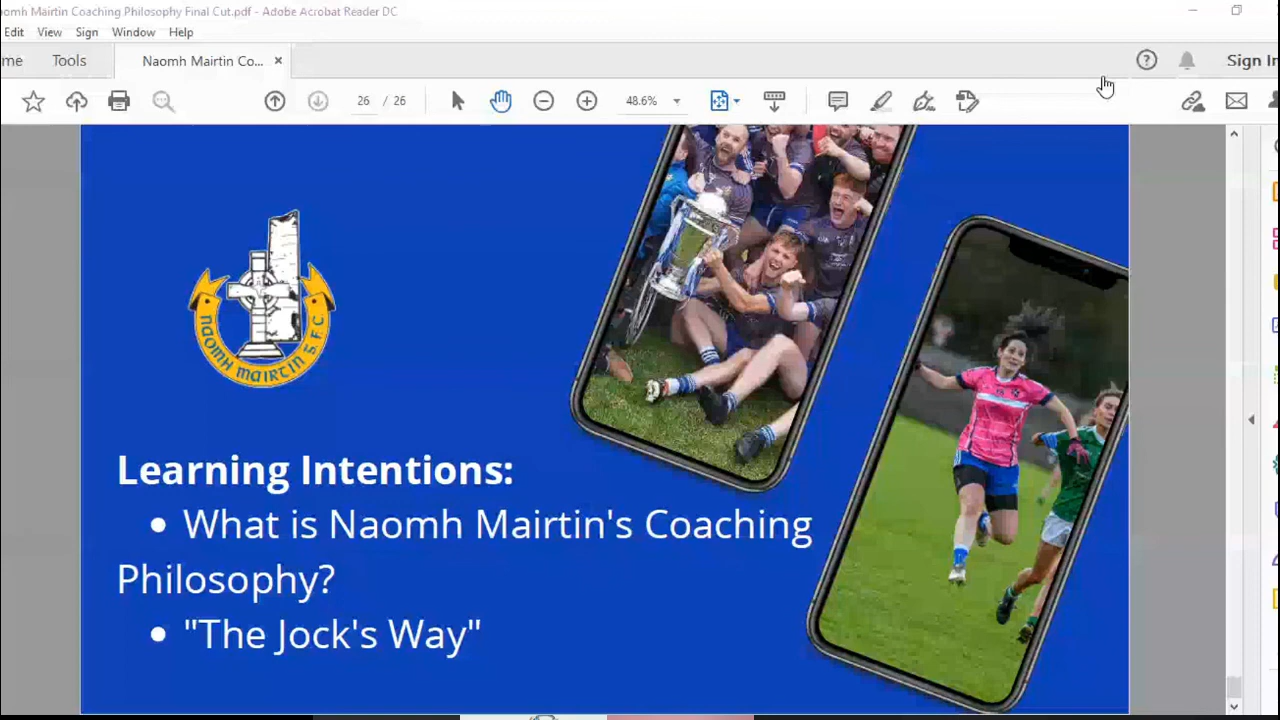 aomh Mairtin Coaching Philosophy Final Cut.pdf - Adobe Acrobat Reader DC
Edit View Sign Window Help
me Tools Naomh Mairtin Co... × Sign In
26 / 26 48.6%
NAOMH MAIRTIN S F C
Learning Intentions:
• What is Naomh Mairtin's Coaching
Philosophy?
• "The Jock's Way"